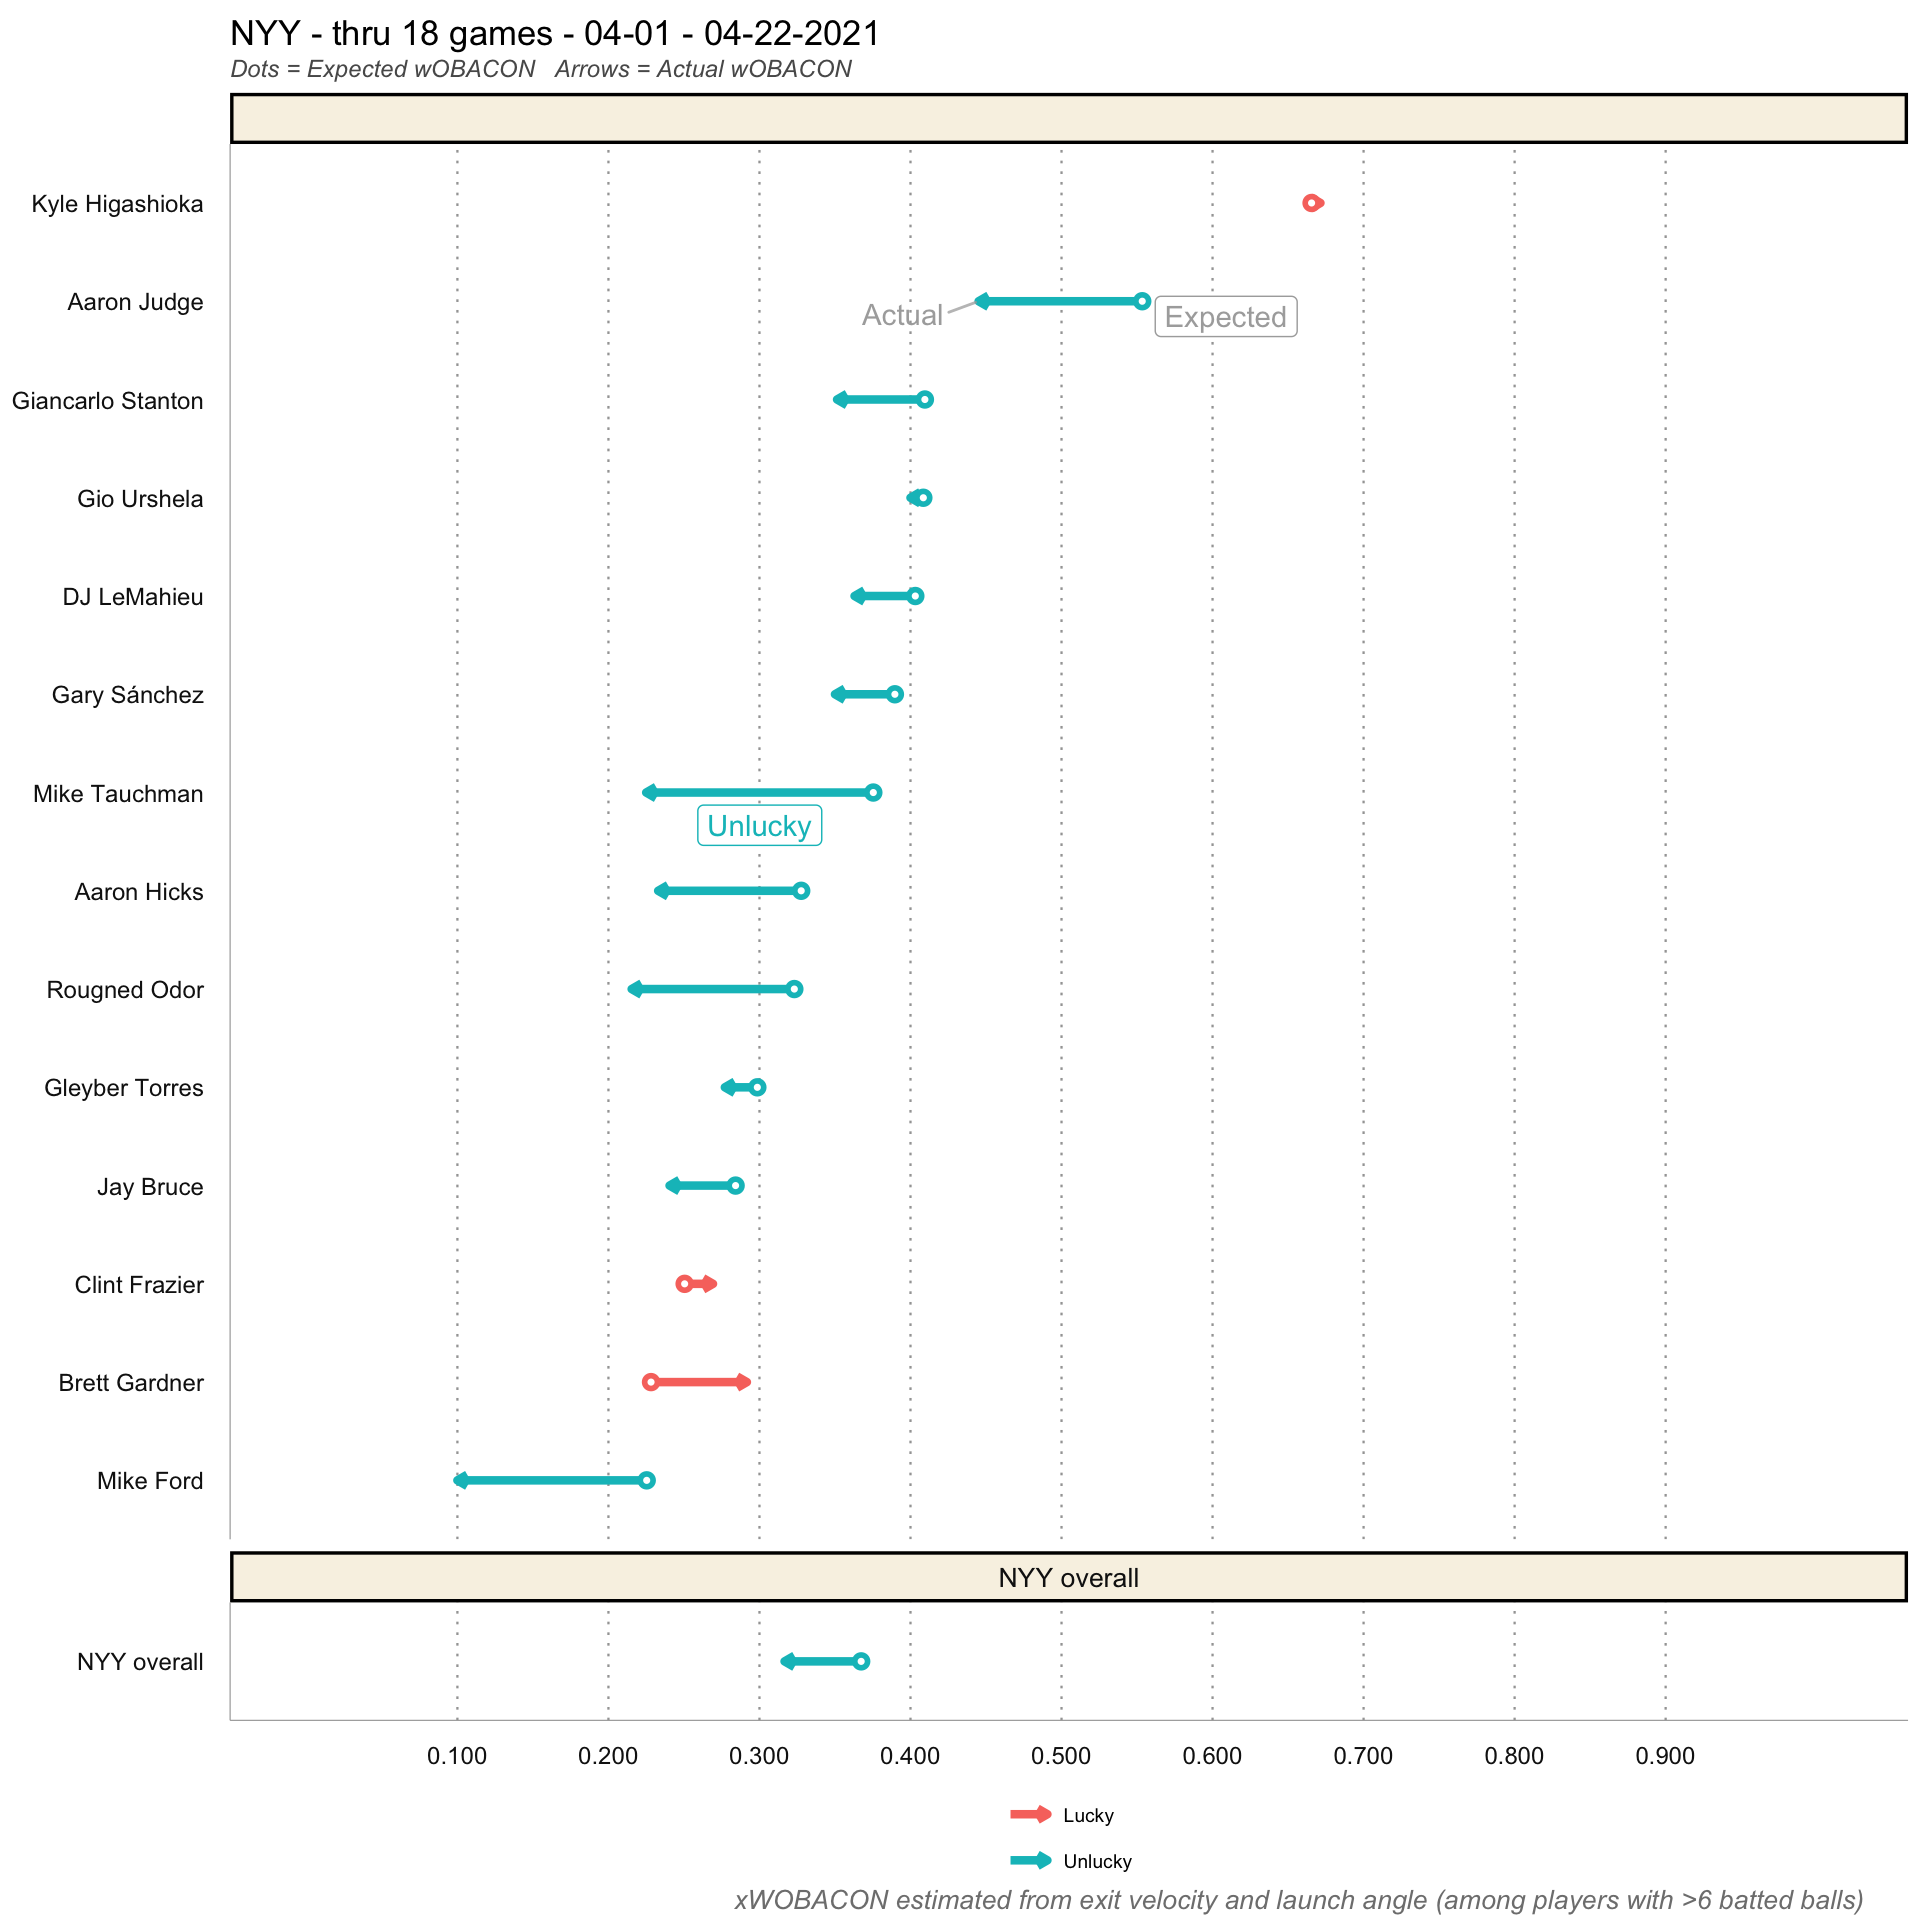 NYY - thru 18 games - 04-01 - 04-22-2021
Dots = Expected wOBACON   Arrows = Actual wOBACON
Kyle Higashioka
Aaron Judge
Actual
Expected
Giancarlo Stanton
Gio Urshela
DJ LeMahieu
Gary Sánchez
Mike Tauchman
Unlucky
Aaron Hicks
Rougned Odor
Gleyber Torres
Jay Bruce
Clint Frazier
Brett Gardner
Mike Ford
NYY overall
NYY overall
0.100 0.200 0.300 0.400 0.500 0.600 0.700 0.800 0.900
Lucky
Unlucky
xWOBACON estimated from exit velocity and launch angle (among players with >6 batted balls)